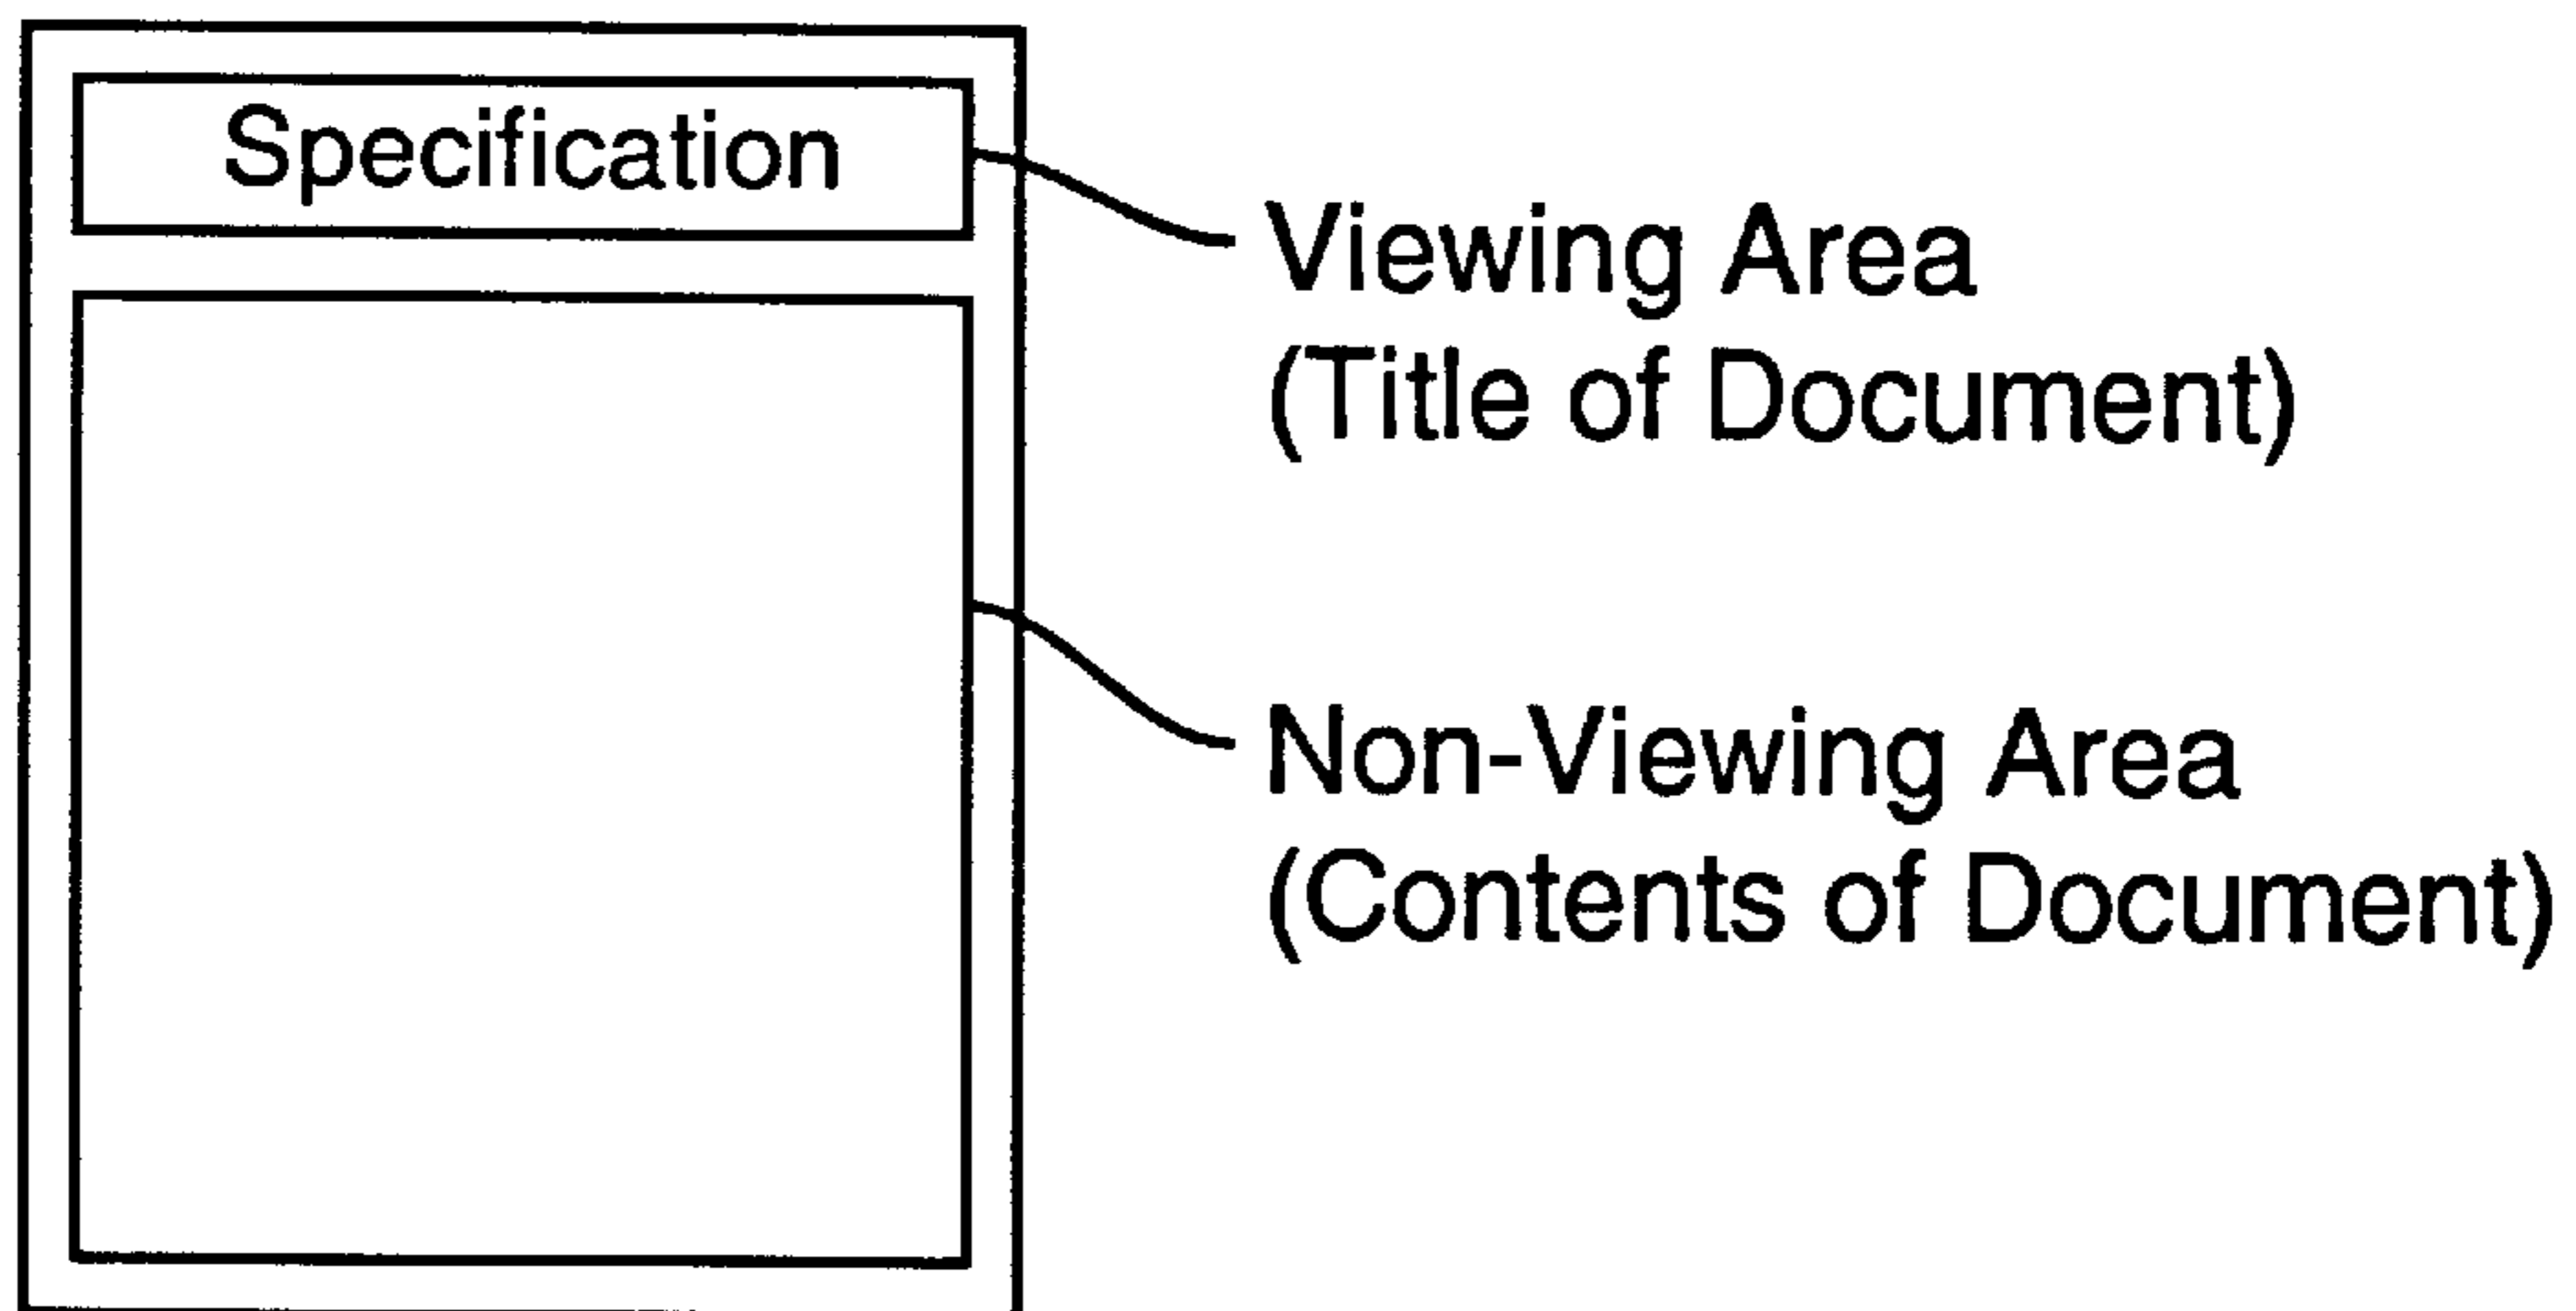 Specification
Viewing Area
(Title of Document)
Non-Viewing Area
(Contents of Document)